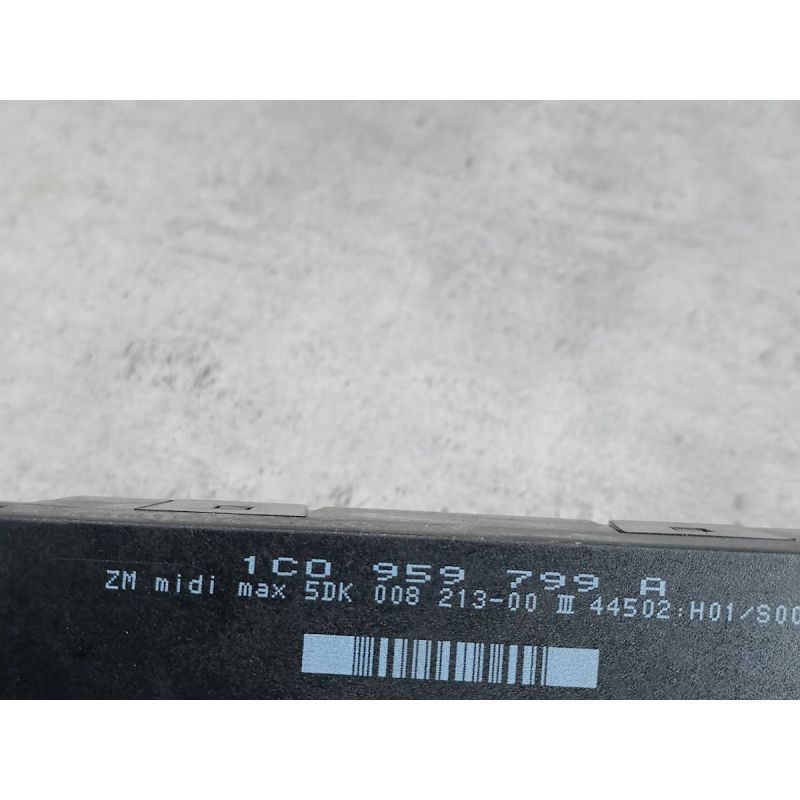 1C0 959 799 A
ZM midi max 5DK 008 213-00 III 44502:H01/S00